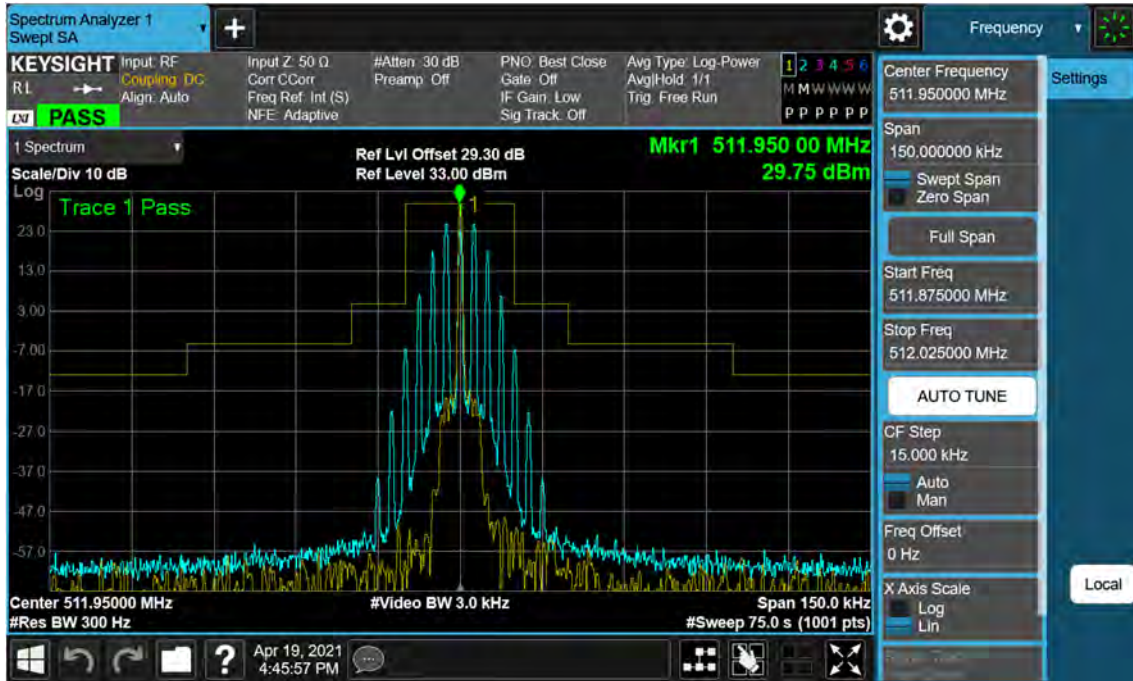 Spectrum Analyzer 1
Swept SA
+
Frequency
KEYSIGHT
RL
LXI PASS
Input: RF
Coupling: DC
Align: Auto
Input Z: 50 Ω
Corr CCorr
Freq Ref: Int (S)
NFE: Adaptive
#Atten: 30 dB
Preamp: Off
PNO: Best Close
Gate: Off
IF Gain: Low
Sig Track: Off
Avg Type: Log-Power
Avg|Hold: 1/1
Trig: Free Run
1 2 3 4 5 6
M M W W W W
P P P P P P
1 Spectrum
Scale/Div 10 dB
Log
Ref Lvl Offset 29.30 dB
Ref Level 33.00 dBm
Mkr1 511.950 00 MHz
29.75 dBm
Trace 1 Pass
1
23.0
13.0
3.00
-7.00
-17.0
-27.0
-37.0
-47.0
-57.0
Center 511.95000 MHz
#Res BW 300 Hz
#Video BW 3.0 kHz
Span 150.0 kHz
#Sweep 75.0 s (1001 pts)
Center Frequency
511.950000 MHz
Span
150.000000 kHz
Swept Span
Zero Span
Full Span
Start Freq
511.875000 MHz
Stop Freq
512.025000 MHz
AUTO TUNE
CF Step
15.000 kHz
Auto
Man
Freq Offset
0 Hz
X Axis Scale
Log
Lin
Settings
Local
?
Apr 19, 2021
4:45:57 PM